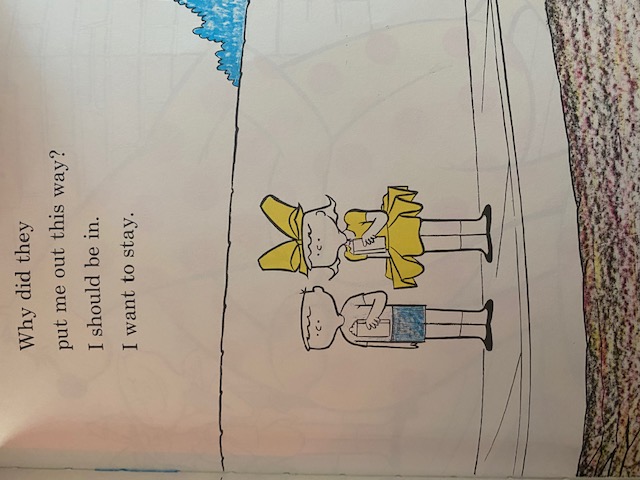 Why did they
put me out this way?
I should be in.
I want to stay.